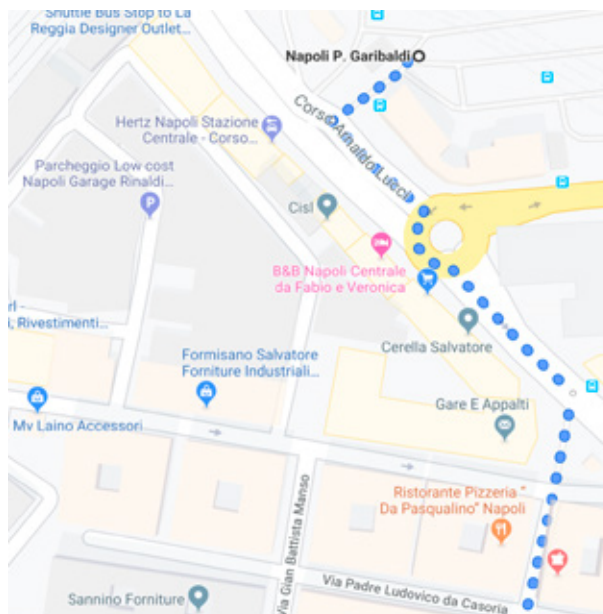 Shuttle Bus Stop to La
Reggia Designer Outlet...
Napoli P. Garibaldi
Corso Arnaldo Lucci
Hertz Napoli Stazione
Centrale - Corso...
Parcheggio Low cost
Napoli Garage Rinaldi...
P
Cisl
B&B Napoli Centrale
da Fabio e Veronica
rl -
, Rivestimenti...
Cerella Salvatore
Formisano Salvatore
Forniture Industriali...
Mv Laino Accessori
Gare E Appalti
Via Gian Battista Manso
Ristorante Pizzeria "
Da Pasqualino" Napoli
Via Padre Ludovico da Casoria
Sannino Forniture